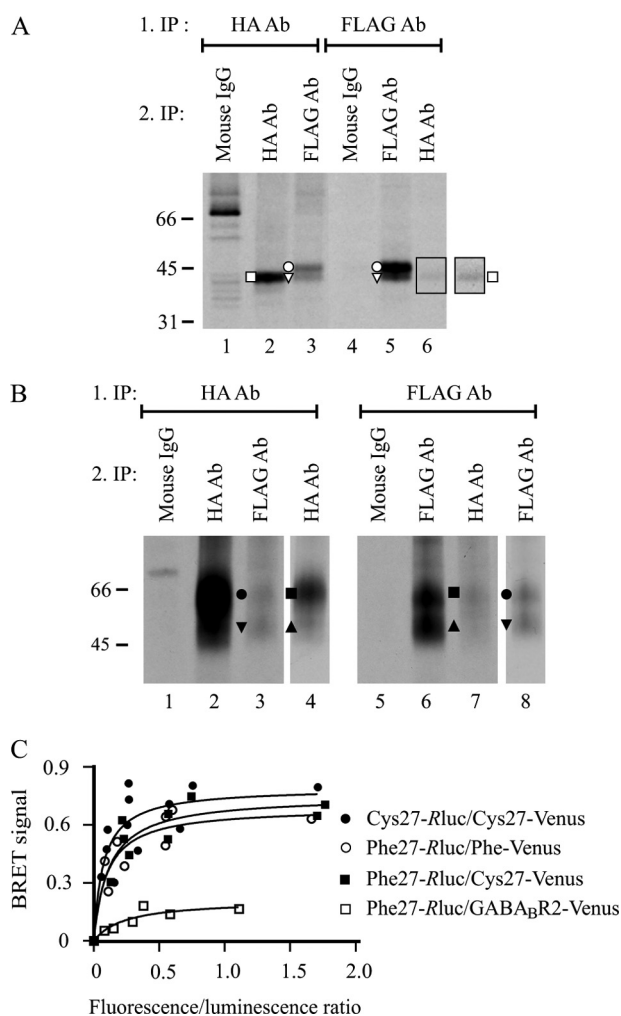 A
1. IP : HA Ab FLAG Ab
2. IP: Mouse IgG HA Ab FLAG Ab Mouse IgG FLAG Ab HA Ab
66
45
31
1 2 3 4 5 6
B
1. IP: HA Ab FLAG Ab
2. IP: Mouse IgG HA Ab FLAG Ab HA Ab Mouse IgG FLAG Ab HA Ab FLAG Ab
66
45
1 2 3 4 5 6 7 8
C
BRET signal
0.9
0.6
0.3
0
0 0.5 1.0 1.5 2.0
Fluorescence/luminescence ratio
Cys27-Rluc/Cys27-Venus
Phe27-Rluc/Phe-Venus
Phe27-Rluc/Cys27-Venus
Phe27-Rluc/GABABR2-Venus